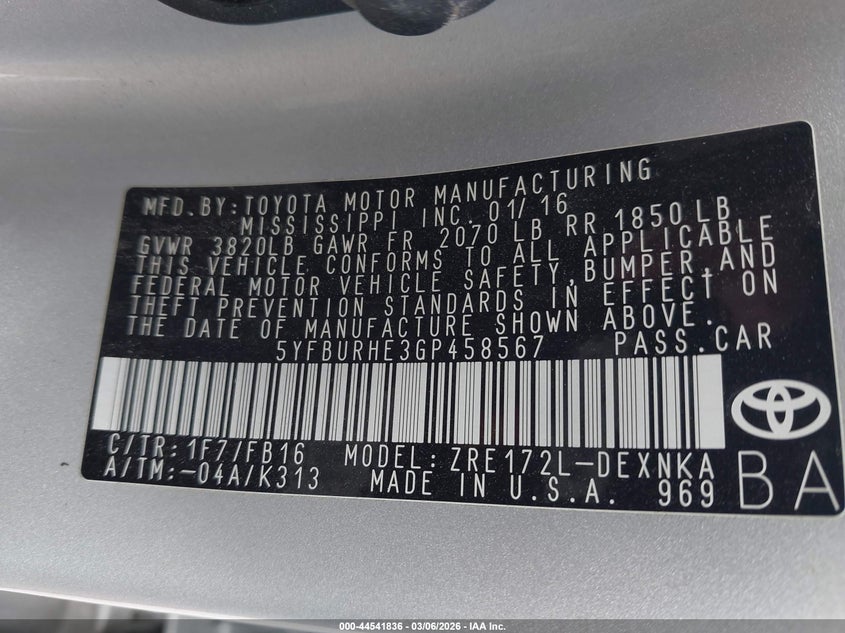 MFD.BY:TOYOTA MOTOR MANUFACTURING
MISSISSIPPI INC. 01/16
GVWR 3820LB GAWR FR 2070 LB RR 1850 LB
THIS VEHICLE CONFORMS TO ALL APPLICABLE
FEDERAL MOTOR VEHICLE SAFETY, BUMPER, AND
THEFT PREVENTION STANDARDS IN EFFECT ON
THE DATE OF MANUFACTURE SHOWN ABOVE.
5YFBURHE3GP458567 PASS.CAR
C/TR:1F7/FB16 MODEL:ZRE172L-DEXNKA
A/TM:-04A/K313 MADE IN U.S.A. 969
BA
000-44541836 - 03/06/2026 - IAA Inc.